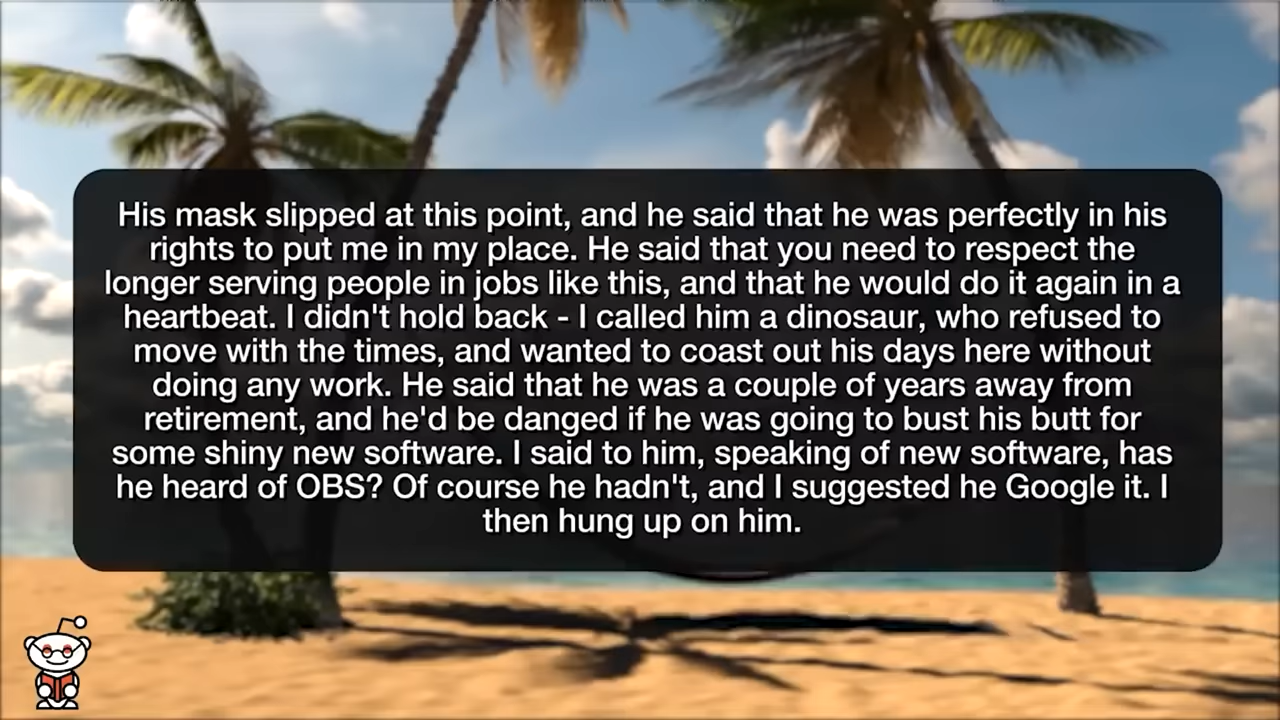 His mask slipped at this point, and he said that he was perfectly in his
rights to put me in my place. He said that you need to respect the
longer serving people in jobs like this, and that he would do it again in a
heartbeat. I didn't hold back - I called him a dinosaur, who refused to
move with the times, and wanted to coast out his days here without
doing any work. He said that he was a couple of years away from
retirement, and he'd be danged if he was going to bust his butt for
some shiny new software. I said to him, speaking of new software, has
he heard of OBS? Of course he hadn't, and I suggested he Google it. I
then hung up on him.